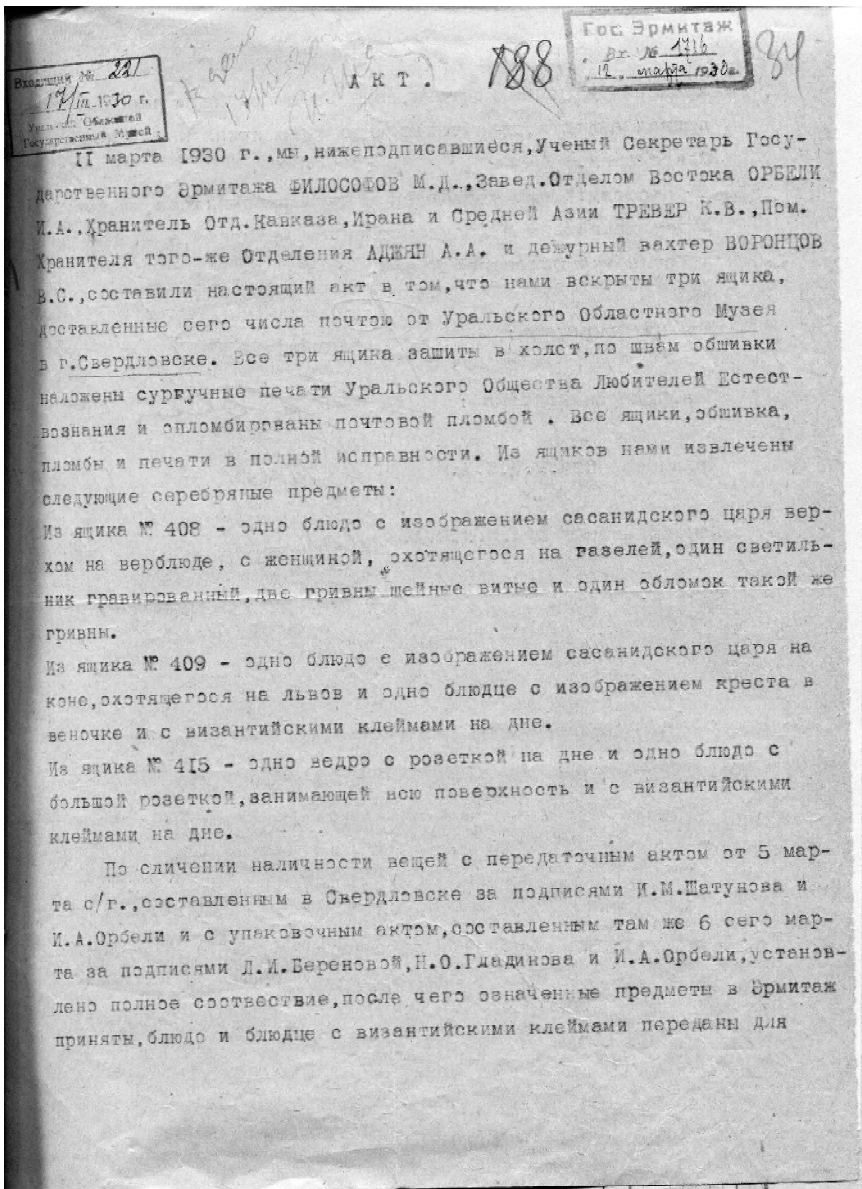 Гос. Эрмитаж
Вх. № 1716
"12" марта 1930 г.
188
34
Входящий № 221
17/III 1930 г.
Уральск. Областной
Государственный Музей
АКТ.
II марта 1930 г.,мы,нижеподписавшиеся,Ученый Секретарь Госу-
дарственного Эрмитажа ФИЛОСОФОВ М.Д.,Завед.Отделом Востока ОРБЕЛИ
И.А.,Хранитель Отд.Кавказа,Ирана и Средней Азии ТРЕВЕР К.В.,Пом.
Хранителя того-же Отделения АДЖЯН А.А. и дежурный вахтер ВОРОНЦОВ
В.С.,составили настоящий акт в том,что нами вскрыты три ящика,
доставленные сего числа почтою от Уральского Областного Музея
в г.Свердловске. Все три ящика зашиты в холст,по швам обшивки
наложены сургучные печати Уральского Общества Любителей Естест-
вознания и опломбированы почтовой пломбой . Все ящики,обшивка,
пломбы и печати в полной исправности. Из ящиков нами извлечены
следующие серебряные предметы:
Из ящика № 408 - одно блюдо с изображением сасанидского царя вер-
хом на верблюде, с женщиной, охотящегося на газелей,один светиль-
ник гравированный,две гривны шейные витые и один обломок такой же
гривны.
Из ящика № 409 - одно блюдо с изображением сасанидского царя на
коне,охотящегося на львов и одно блюдце с изображением креста в
веночке и с византийскими клеймами на дне.
Из ящика № 4I5 - одно ведро с розеткой на дне и одно блюдо с
большой розеткой,занимающей всю поверхность и с византийскими
клеймами на дне.
По сличении наличности вещей с передаточным актом от 5 мар-
та с/г.,составленным в Свердловске за подписями И.М.Шатунова и
И.А.Орбели и с упаковочным актом,составленным там же 6 сего мар-
та за подписями Л.И.Береновой,Н.О.Гладинова и И.А.Орбели,установ-
лено полное соотвествие,после чего означенные предметы в Эрмитаж
приняты,блюдо и блюдце с византийскими клеймами переданы для